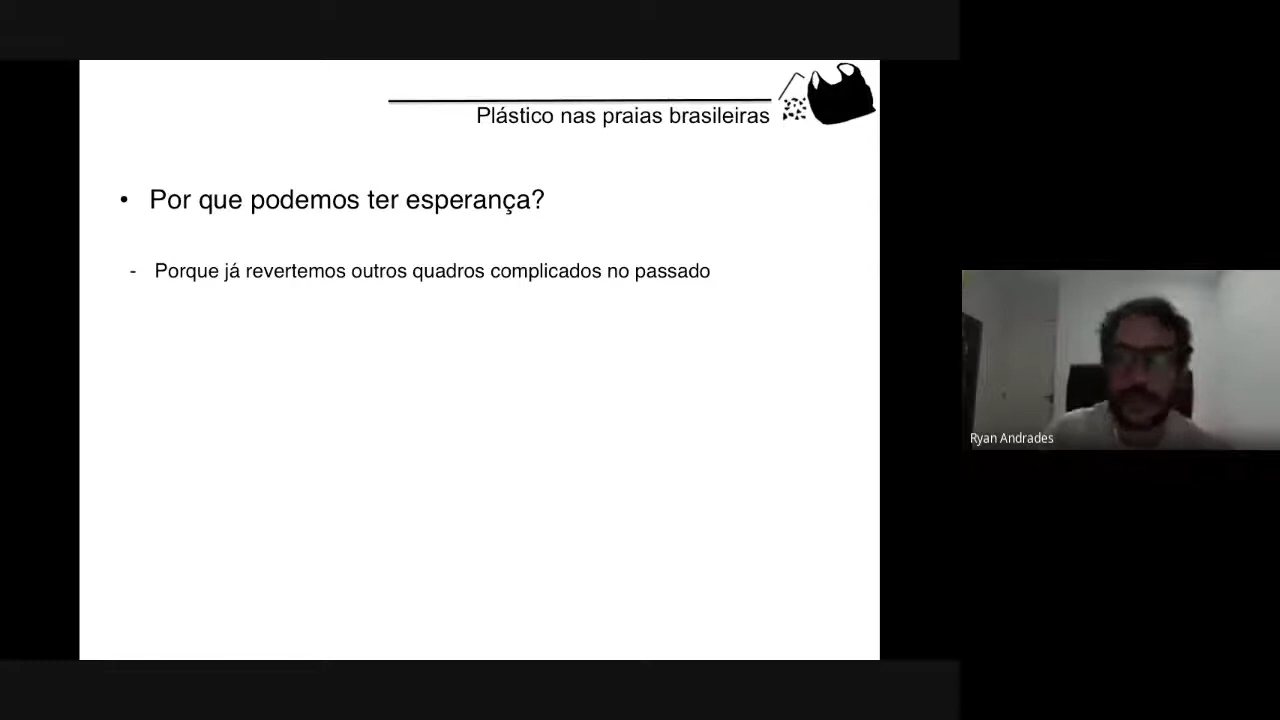 Plástico nas praias brasileiras
• Por que podemos ter esperança?
- Porque já revertemos outros quadros complicados no passado
Ryan Andrades